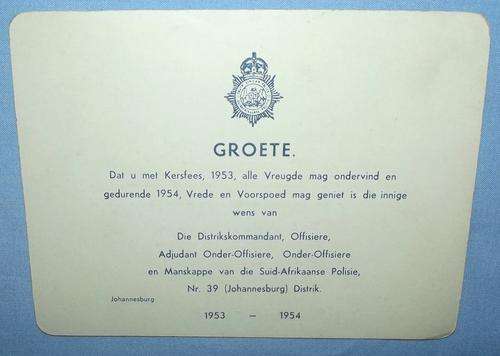 GROETE.
Dat u met Kersfees, 1953, alle Vreugde mag ondervind en
gedurende 1954, Vrede en Voorspoed mag geniet is die innige
wens van
Die Distrikskommandant, Offisiere,
Adjudant Onder-Offisiere, Onder-Offisiere
en Manskappe van die Suid-Afrikaanse Polisie,
Nr. 39 (Johannesburg) Distrik.
Johannesburg
1953 – 1954